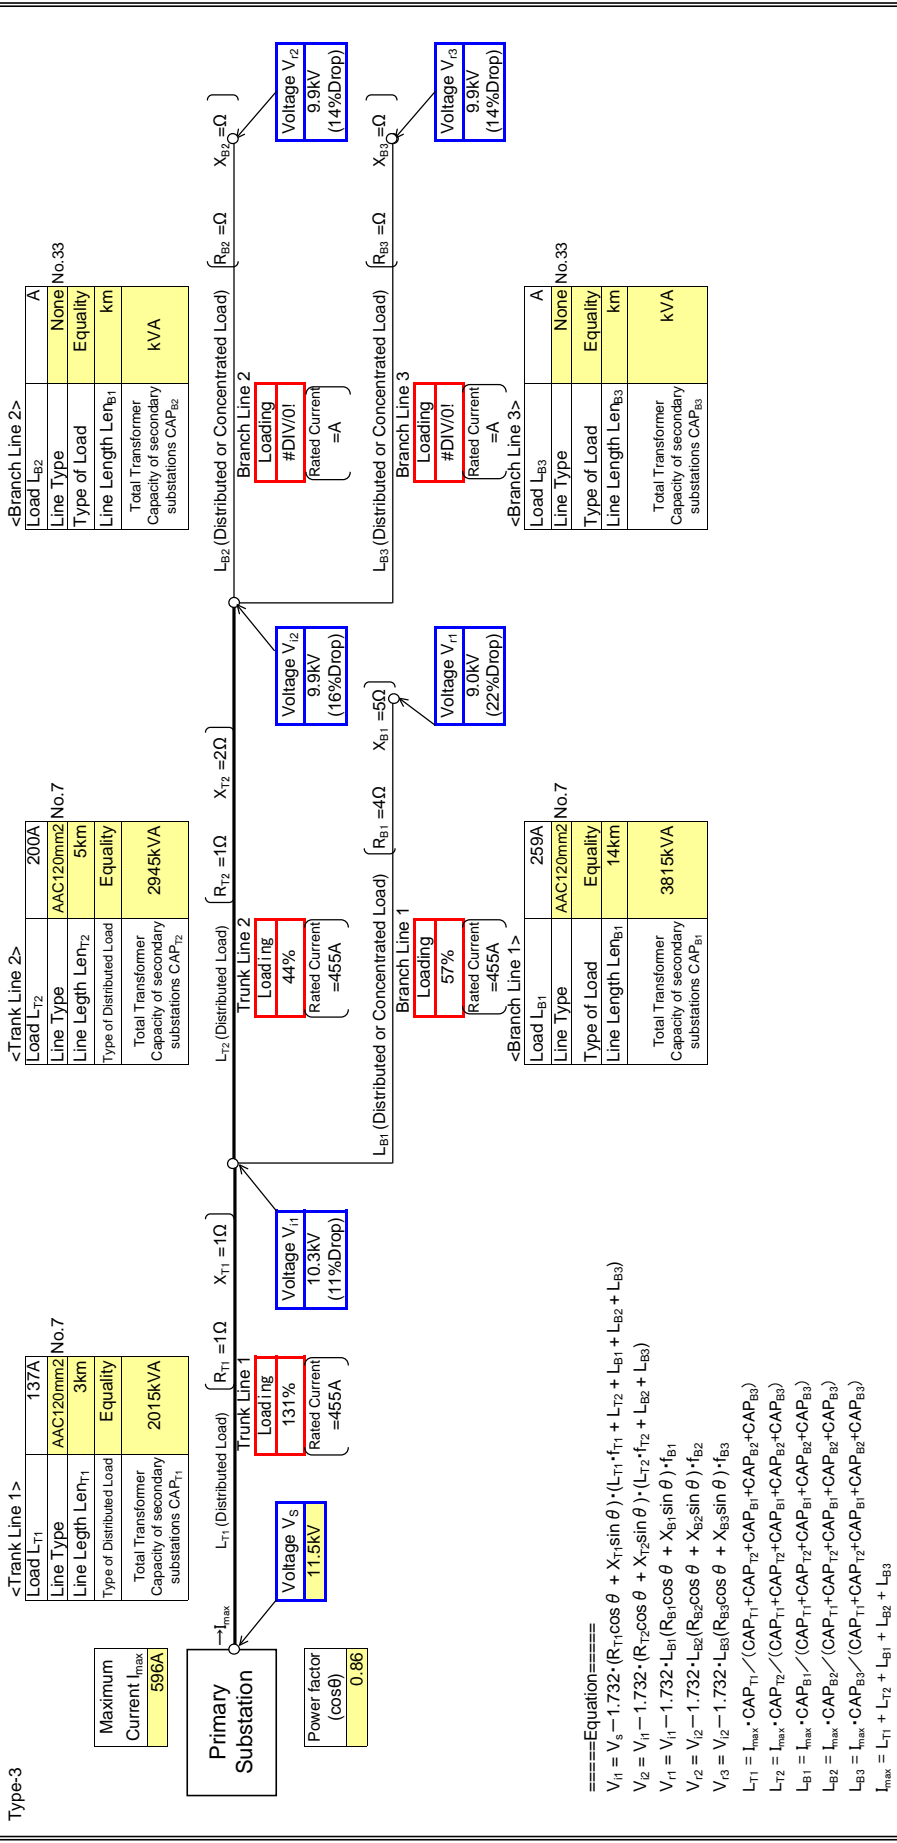 Type-3
Maximum
Current Imax
596A
Primary
Substation
Power factor
(cosθ)
0.86
→Imax
Voltage VS
11.5kV
<Trank Line 1>
Load LT1 137A
Line Type AAC120mm2 No.7
Line Legth LenT1 3km
Type of Distributed Load Equality
Total Transformer
Capacity of secondary
substations CAPT1
2015kVA
LT1 (Distributed Load) (RT1 =1Ω XT1 =1Ω)
Trunk Line 1
Loading
131%
Rated Current
=455A
Voltage Vi1
10.3kV
(11%Drop)
<Trank Line 2>
Load LT2 200A
Line Type AAC120mm2 No.7
Line Legth LenT2 5km
Type of Distributed Load Equality
Total Transformer
Capacity of secondary
substations CAPT2
2945kVA
LT2 (Distributed Load) (RT2 =1Ω XT2 =2Ω)
Trunk Line 2
Loading
44%
Rated Current
=455A
Voltage Vi2
9.9kV
(16%Drop)
LB1 (Distributed or Concentrated Load) (RB1 =4Ω XB1 =5Ω)
Branch Line 1
Loading
57%
Rated Current
=455A
Voltage Vr1
9.0kV
(22%Drop)
<Branch Line 1>
Load LB1 259A
Line Type AAC120mm2 No.7
Type of Load Equality
Line Length LenB1 14km
Total Transformer
Capacity of secondary
substations CAPB1
3815kVA
<Branch Line 2>
Load LB2 A
Line Type None No.33
Type of Load Equality
Line Length LenB1 km
Total Transformer
Capacity of secondary
substations CAPB2
kVA
LB2 (Distributed or Concentrated Load) (RB2 =Ω XB2 =Ω)
Branch Line 2
Loading
#DIV/0!
Rated Current
=A
Voltage Vr2
9.9kV
(14%Drop)
LB3 (Distributed or Concentrated Load) (RB3 =Ω XB3 =Ω)
Branch Line 3
Loading
#DIV/0!
Rated Current
=A
Voltage Vr3
9.9kV
(14%Drop)
<Branch Line 3>
Load LB3 A
Line Type None No.33
Type of Load Equality
Line Length LenB3 km
Total Transformer
Capacity of secondary
substations CAPB3
kVA
=====Equation=====
Vi1 = Vs－1.732･(RT1cos θ + XT1sin θ)･(LT1･fT1 + LT2 + LB1 + LB2 + LB3)
Vi2 = Vi1－1.732･(RT2cos θ + XT2sin θ)･(LT2･fT2 + LB2 + LB3)
Vr1 = Vi1－1.732･LB1(RB1cos θ + XB1sin θ)･fB1
Vr2 = Vi2－1.732･LB2(RB2cos θ + XB2sin θ)･fB2
Vr3 = Vi2－1.732･LB3(RB3cos θ + XB3sin θ)･fB3
LT1 = Imax･CAPT1／(CAPT1+CAPT2+CAPB1+CAPB2+CAPB3)
LT2 = Imax･CAPT2／(CAPT1+CAPT2+CAPB1+CAPB2+CAPB3)
LB1 = Imax･CAPB1／(CAPT1+CAPT2+CAPB1+CAPB2+CAPB3)
LB2 = Imax･CAPB2／(CAPT1+CAPT2+CAPB1+CAPB2+CAPB3)
LB3 = Imax･CAPB3／(CAPT1+CAPT2+CAPB1+CAPB2+CAPB3)
Imax = LT1 + LT2 + LB1 + LB2 + LB3